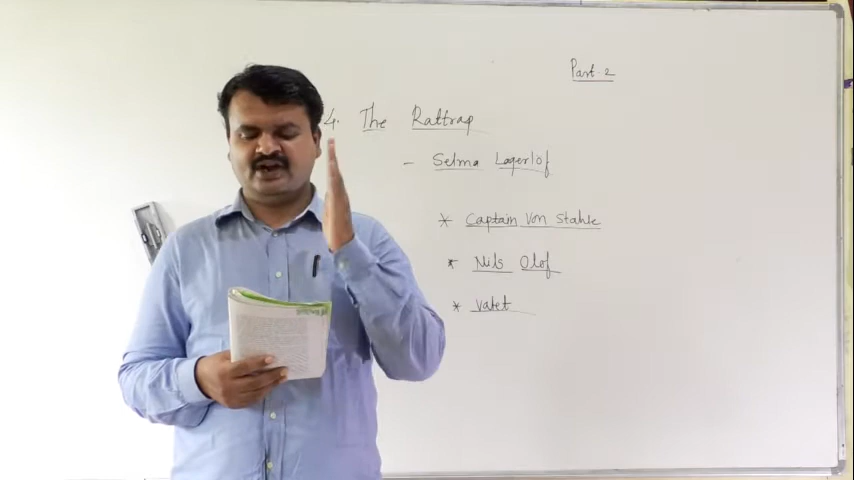 Part-2
4. The Rattrap
- Selma Lagerlof
* Captain Von Stahle
* Nils Olof
* Valet